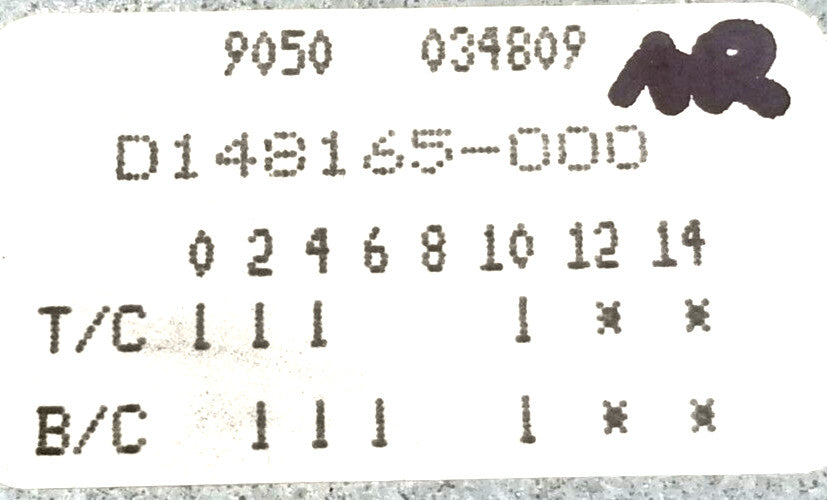 9050 034809 NR
D148165-000
0 2 4 6 8 10 12 14
T/C 1 1 1 1 * *
B/C 1 1 1 1 * *